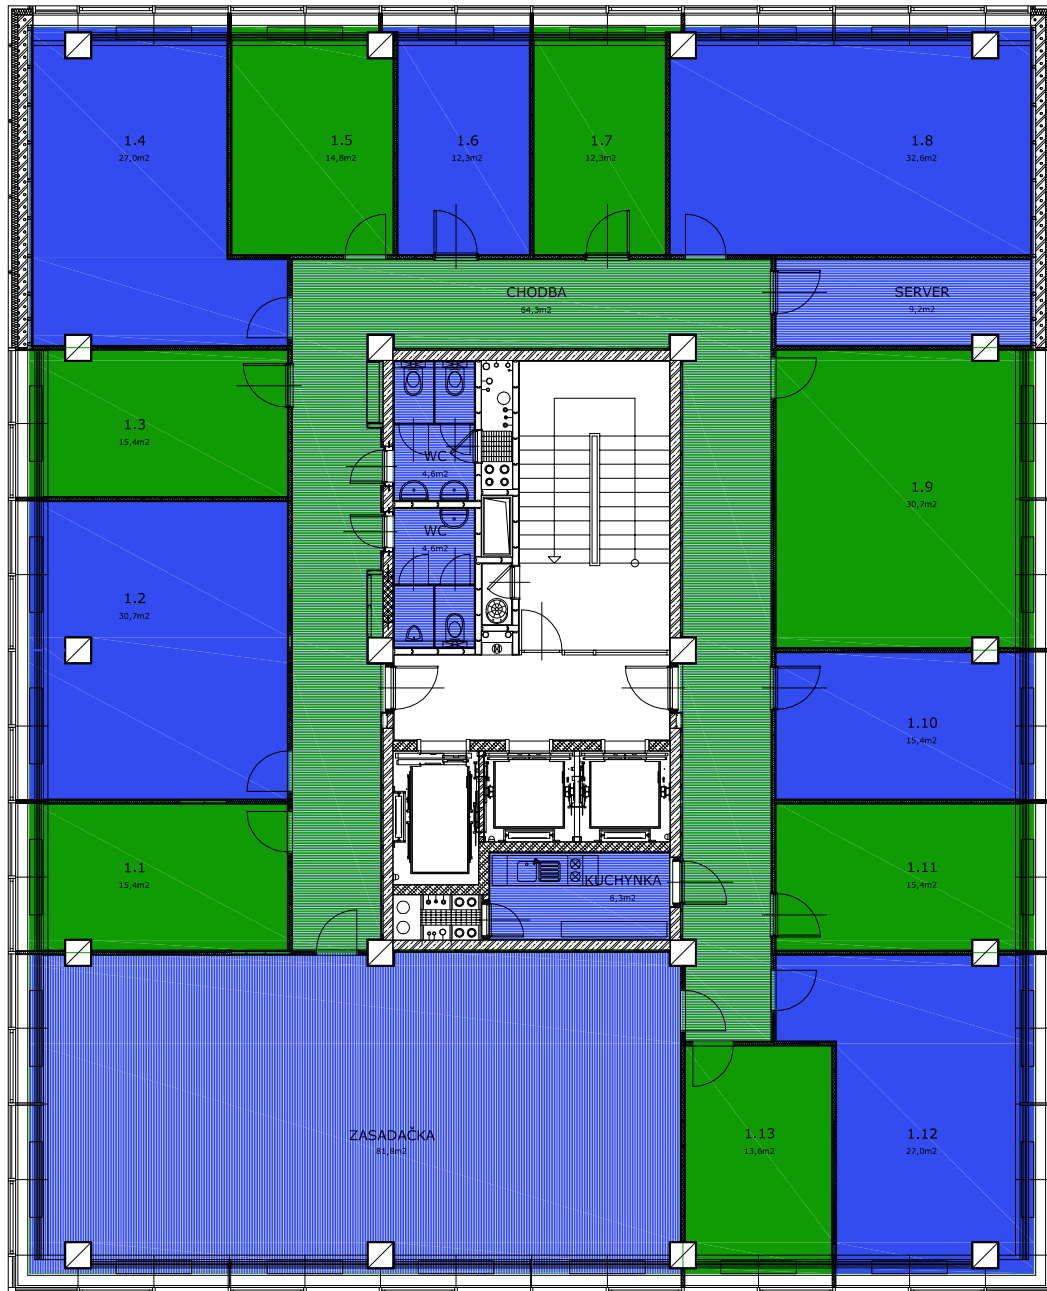 1.4
27,0m2
1.5
14,8m2
1.6
12,3m2
1.7
12,3m2
1.8
32,6m2
CHODBA
64,3m2
SERVER
9,2m2
1.3
15,4m2
WC
4,6m2
1.9
30,7m2
WC
4,6m2
1.2
30,7m2
1.10
15,4m2
1.1
15,4m2
KUCHYNKA
6,3m2
1.11
15,4m2
ZASADAČKA
81,8m2
1.13
13,6m2
1.12
27,0m2